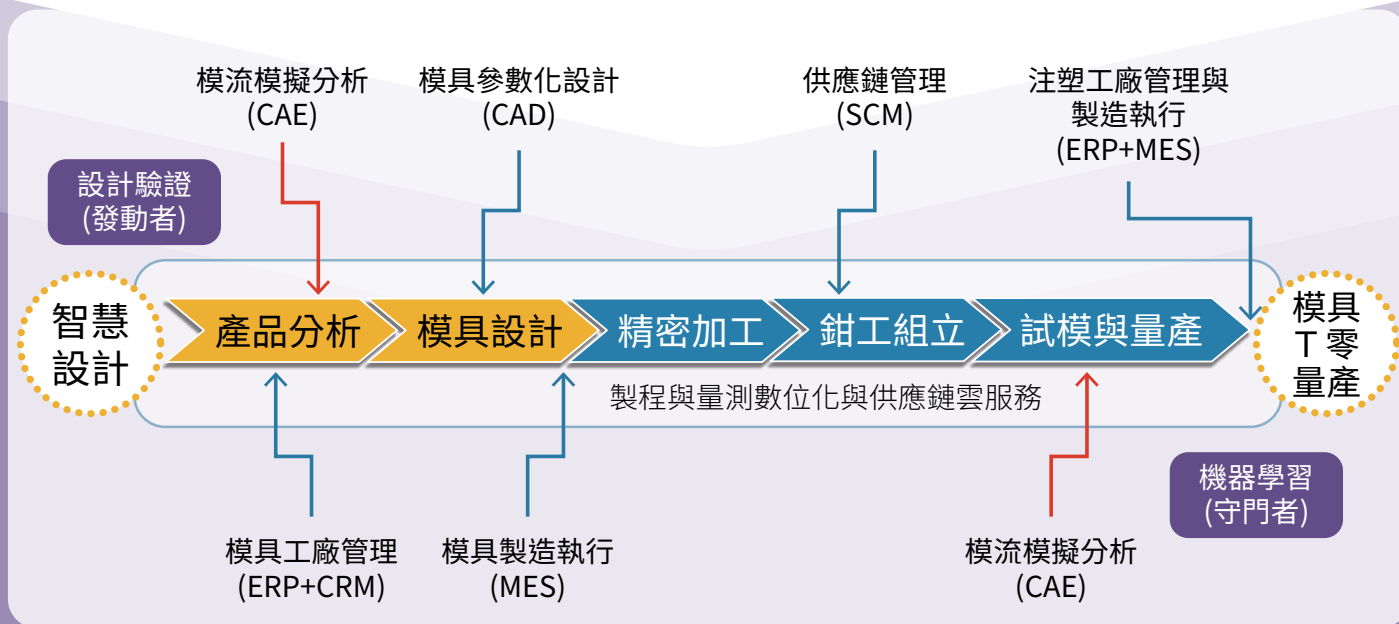 模流模擬分析
(CAE)
模具參數化設計
(CAD)
供應鏈管理
(SCM)
注塑工廠管理與
製造執行
(ERP+MES)
設計驗證
(發動者)
智慧
設計
產品分析
模具設計
精密加工
鉗工組立
試模與量產
模具
T 零
量產
製程與量測數位化與供應鏈雲服務
機器學習
(守門者)
模具工廠管理
(ERP+CRM)
模具製造執行
(MES)
模流模擬分析
(CAE)